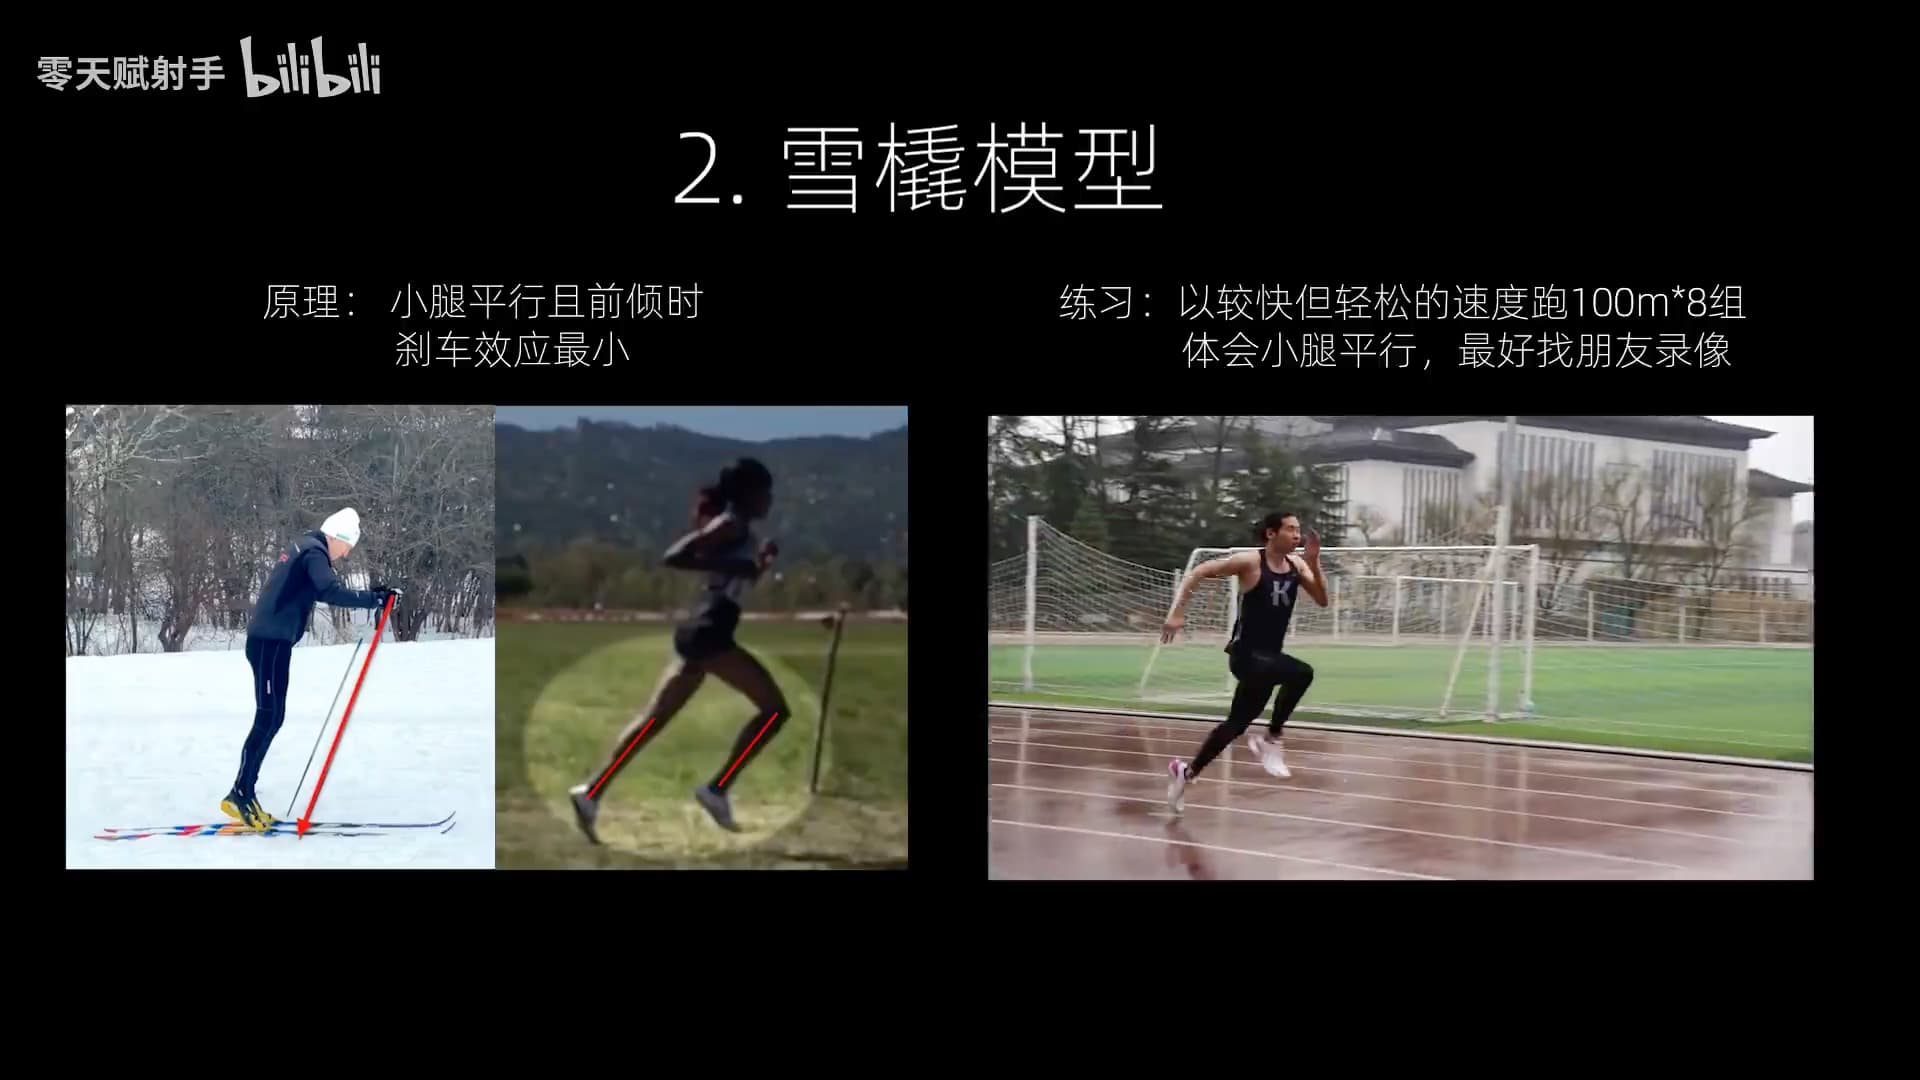 零天赋射手 bilibili
2. 雪橇模型
原理： 小腿平行且前倾时
刹车效应最小
练习：以较快但轻松的速度跑100m*8组
体会小腿平行，最好找朋友录像
K